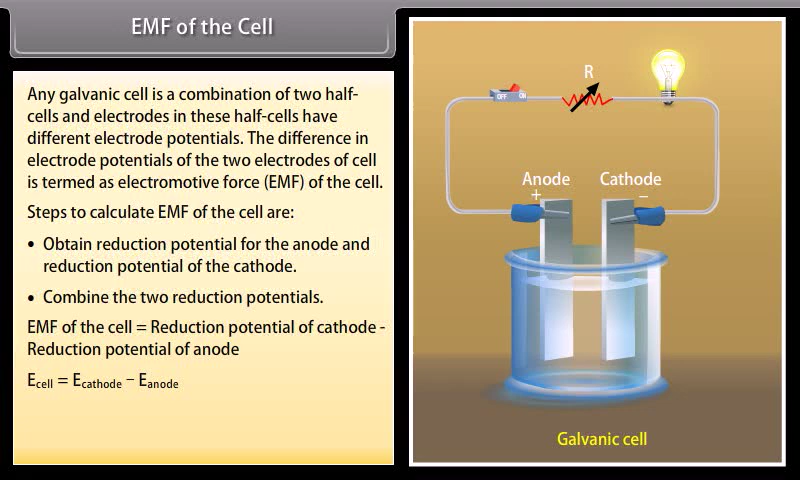 EMF of the Cell
Any galvanic cell is a combination of two half-
cells and electrodes in these half-cells have
different electrode potentials. The difference in
electrode potentials of the two electrodes of cell
is termed as electromotive force (EMF) of the cell.
Steps to calculate EMF of the cell are:
• Obtain reduction potential for the anode and
reduction potential of the cathode.
• Combine the two reduction potentials.
EMF of the cell = Reduction potential of cathode -
Reduction potential of anode
Ecell = Ecathode − Eanode
R
OFF ON
Anode Cathode
+ −
Galvanic cell